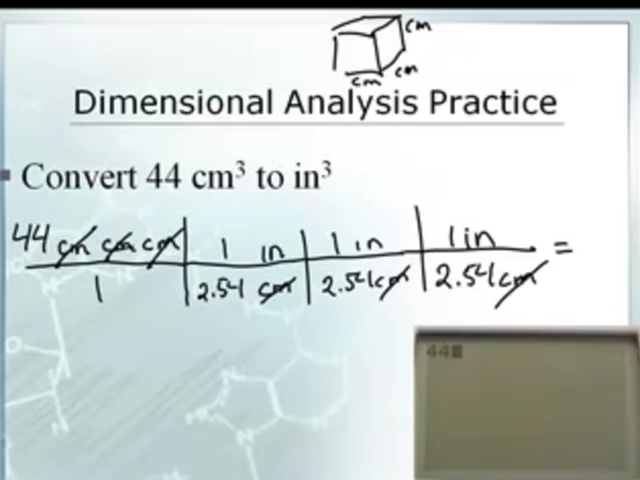 cm
cm
cm
Dimensional Analysis Practice
Convert 44 cm³ to in³
44 cm cm cm | 1 in | 1 in | 1 in =
1 | 2.54 cm | 2.54 cm | 2.54 cm
44